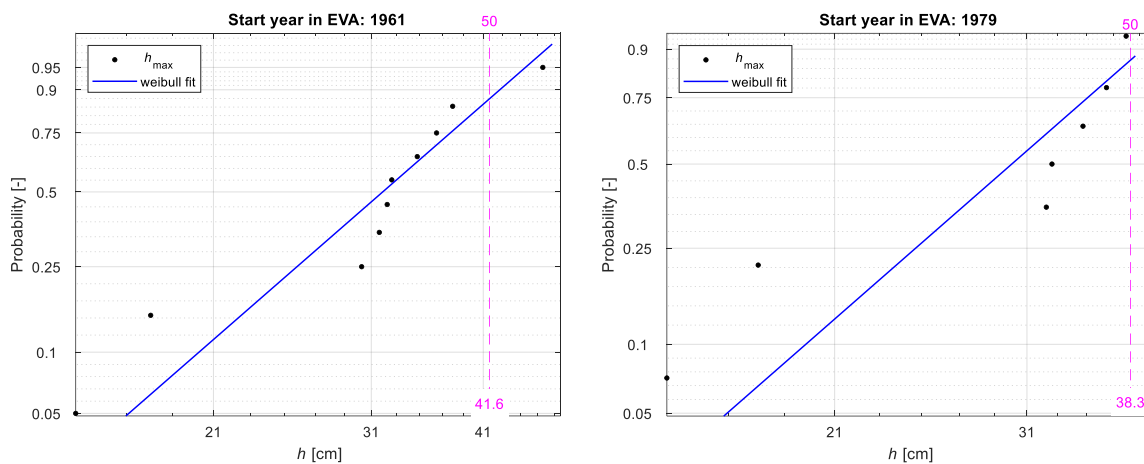 Start year in EVA: 1961
50
h_max
weibull fit
0.95
0.9
0.75
0.5
0.25
0.1
0.05
Probability [-]
41.6
21
31
41
h [cm]
Start year in EVA: 1979
50
h_max
weibull fit
0.9
0.75
0.5
0.25
0.1
0.05
Probability [-]
38.3
21
31
h [cm]